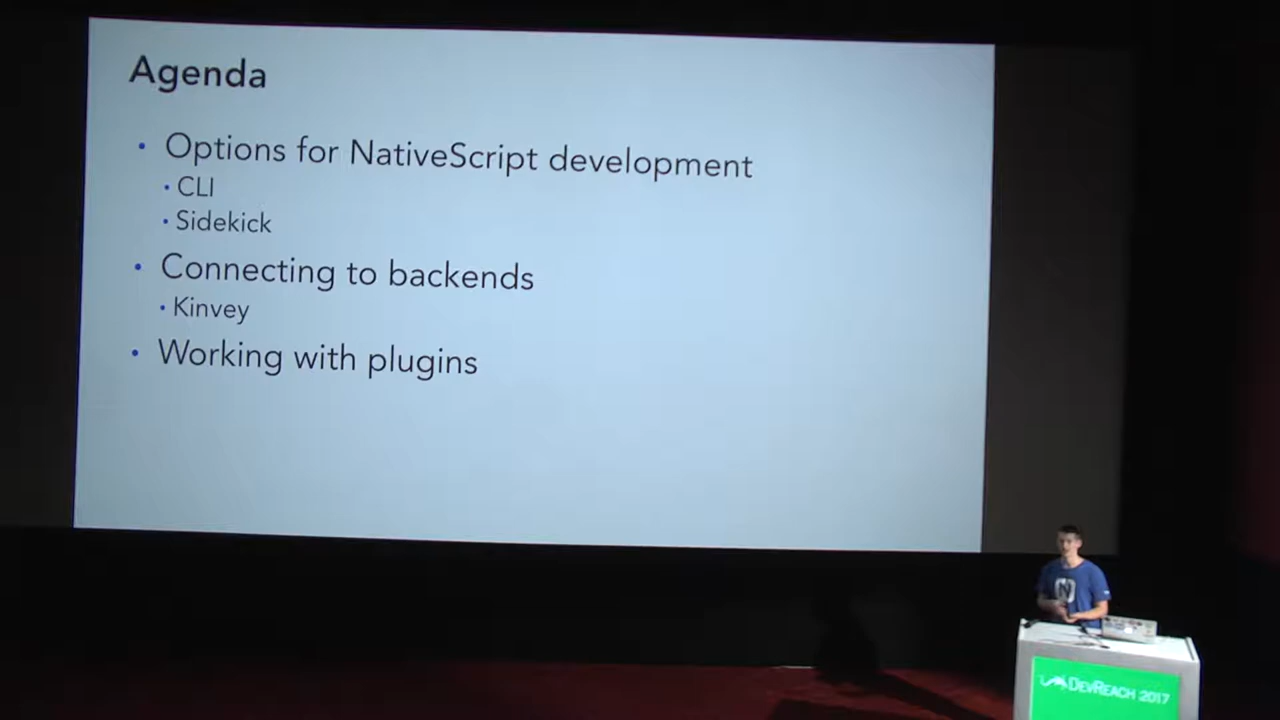 Agenda
• Options for NativeScript development
• CLI
• Sidekick
• Connecting to backends
• Kinvey
• Working with plugins
N
DEVREACH 2017